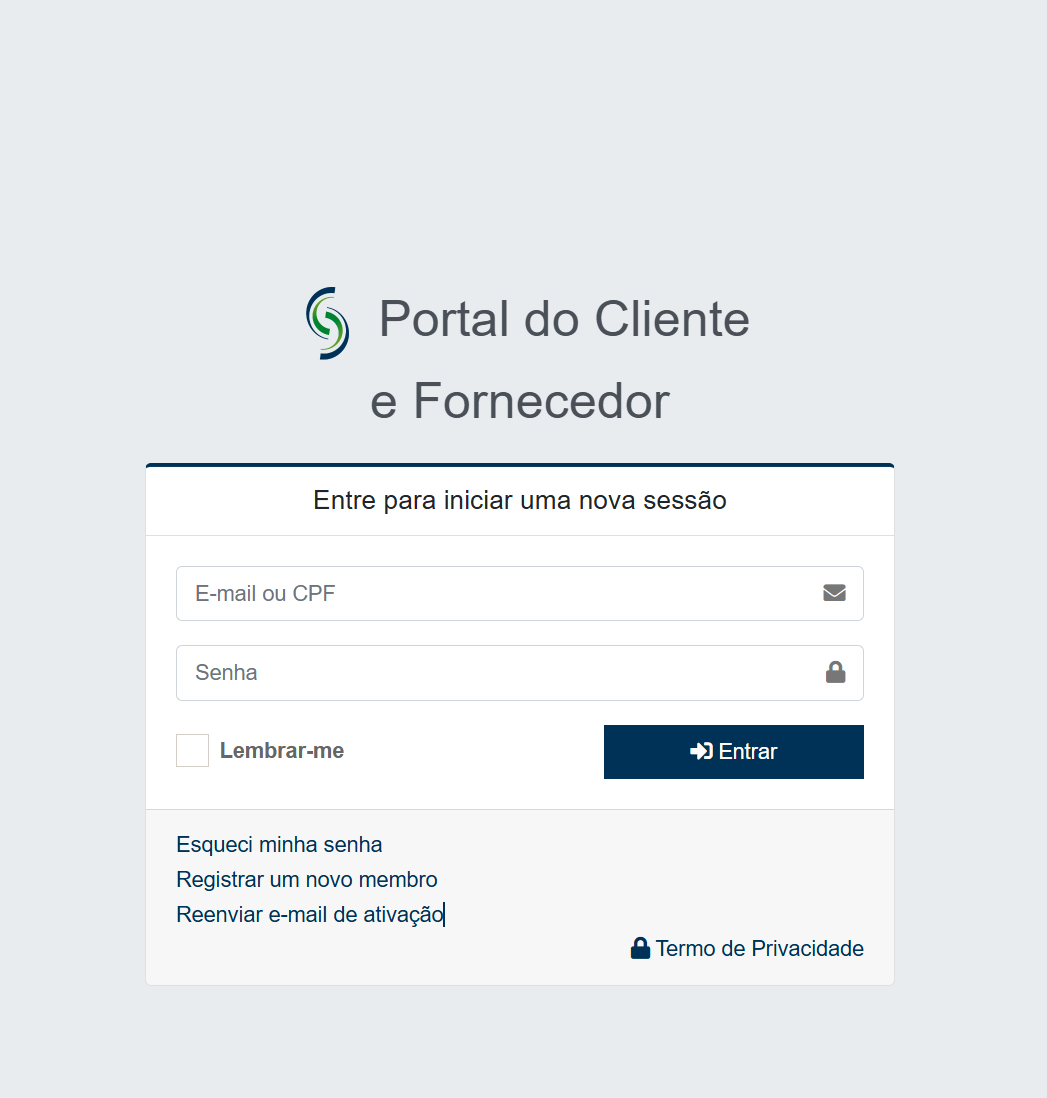 Portal do Cliente
e Fornecedor
Entre para iniciar uma nova sessão
E-mail ou CPF
Senha
Lembrar-me
Entrar
Esqueci minha senha
Registrar um novo membro
Reenviar e-mail de ativação
Termo de Privacidade